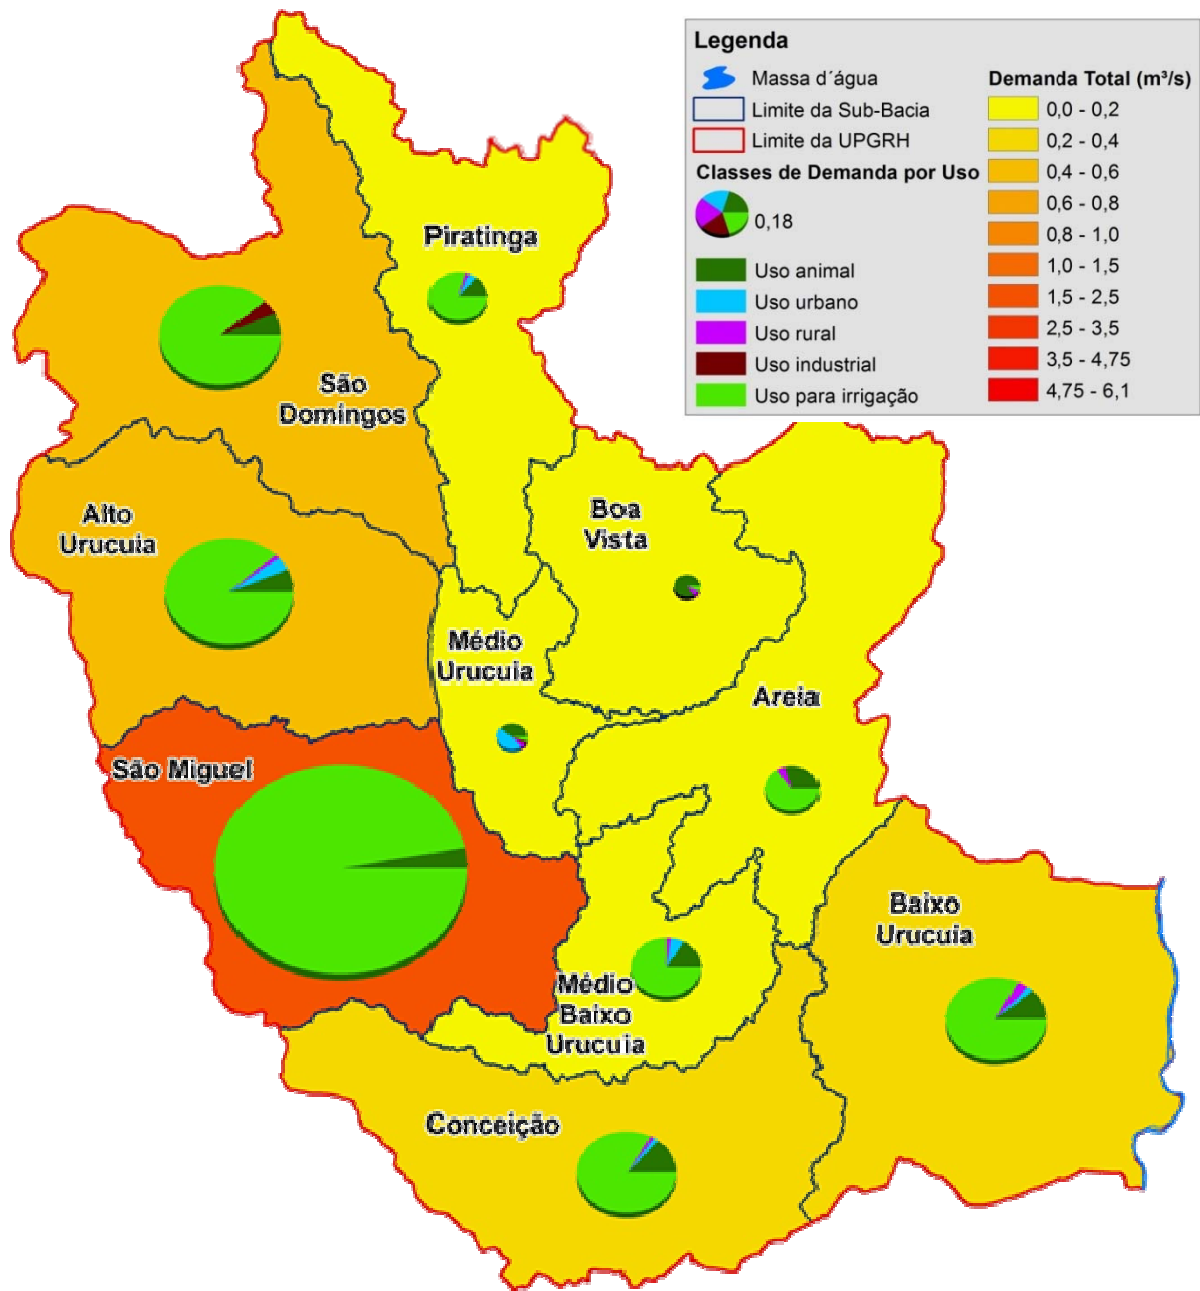 Legenda
Massa d´água
Limite da Sub-Bacia
Limite da UPGRH
Classes de Demanda por Uso
0,18
Uso animal
Uso urbano
Uso rural
Uso industrial
Uso para irrigação
Demanda Total (m³/s)
0,0 - 0,2
0,2 - 0,4
0,4 - 0,6
0,6 - 0,8
0,8 - 1,0
1,0 - 1,5
1,5 - 2,5
2,5 - 3,5
3,5 - 4,75
4,75 - 6,1
Piratinga
São
Domingos
Alto
Urucuia
Boa
Vista
Médio
Urucuia
Areia
São Miguel
Baixo
Urucuia
Médio
Baixo
Urucuia
Conceição